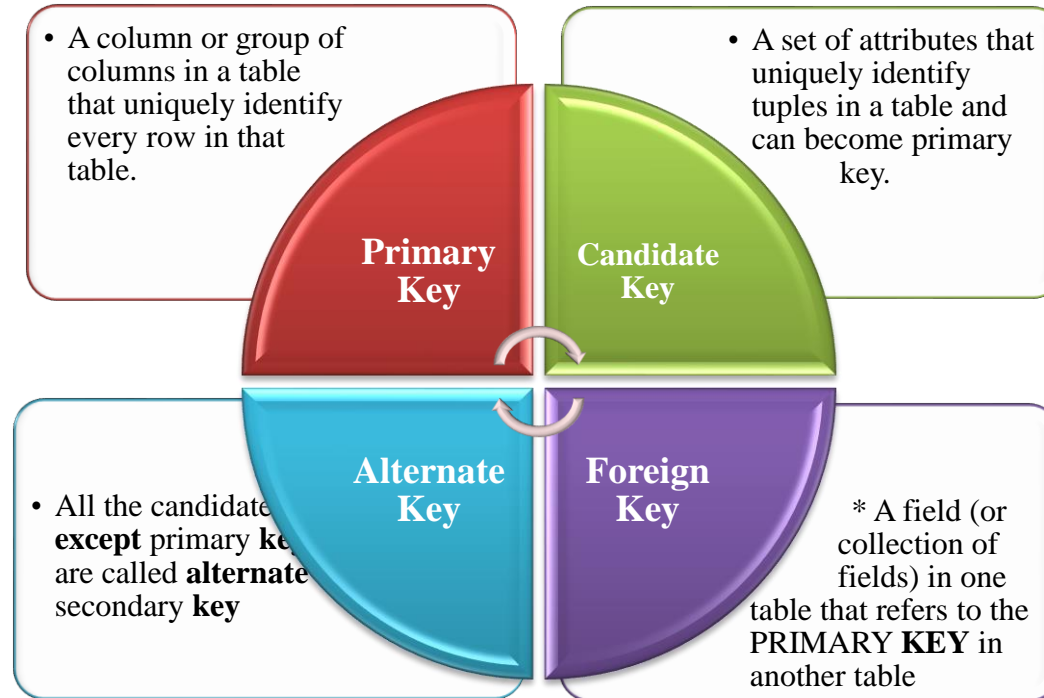 • A column or group of
columns in a table
that uniquely identify
every row in that
table.
• A set of attributes that
uniquely identify
tuples in a table and
can become primary
key.
Primary
Key
Candidate
Key
Alternate
Key
Foreign
Key
• All the candidate
except primary
are called alternate
secondary key
* A field (or
collection of
fields) in one
table that refers to the
PRIMARY KEY in
another table